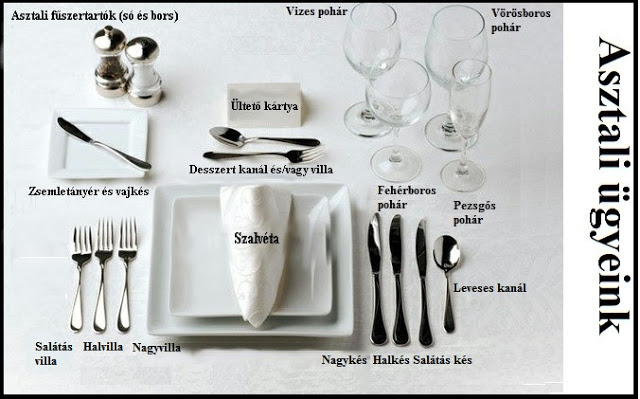 Asztali fűszertartók (só és bors)
Vizes pohár
Vörösboros
pohár
Ültető kártya
Desszert kanál és/vagy villa
Zsemletányér és vajkés
Fehérboros
pohár
Pezsgős
pohár
Szalvéta
Leveses kanál
Salátás
villa
Halvilla
Nagyvilla
Nagykés
Halkés
Salátás kés
Asztali ügyeink